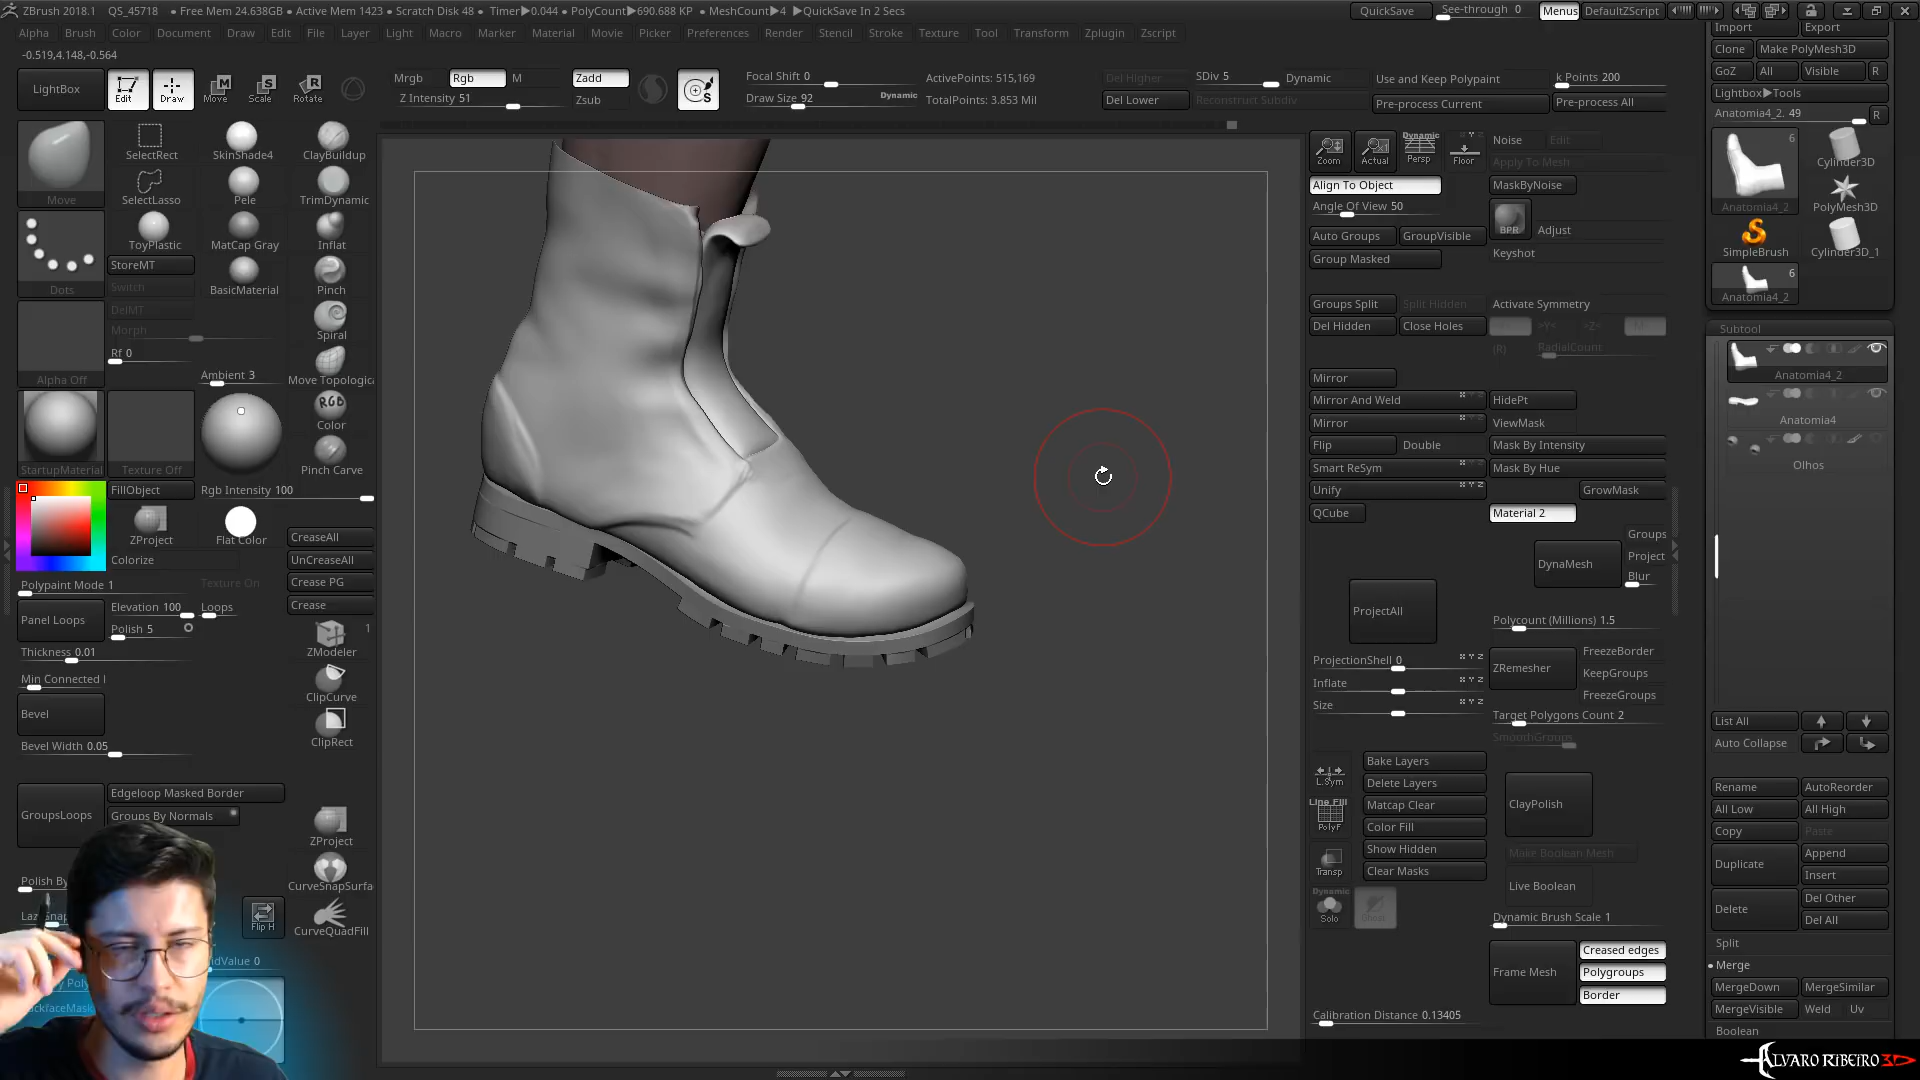 ZBrush 2018.1 QS_45718 • Free Mem 24.638GB • Active Mem 1423 • Scratch Disk 48 • Timer▶0.044 • PolyCount▶690.688 KP • MeshCount▶4 ▶QuickSave In 2 Secs
QuickSave See-through 0 Menus DefaultZScript
Alpha Brush Color Document Draw Edit File Layer Light Macro Marker Material Movie Picker Preferences Render Stencil Stroke Texture Tool Transform Zplugin Zscript
-0.519,4.148,-0.564
LightBox
Edit Draw Move Scale Rotate
Mrgb Rgb M
Z Intensity 51
Zadd
Zsub
Focal Shift 0
Draw Size 92 Dynamic
ActivePoints: 515,169
TotalPoints: 3.853 Mil
Del Higher
Del Lower
SDiv 5 Dynamic
Reconstruct Subdiv
Use and Keep Polypaint
Pre-process Current
k Points 200
Pre-process All
Import Export
Clone Make PolyMesh3D
GoZ All Visible R
Lightbox▶Tools
Anatomia4_2. 49 R
6
Anatomia4_2
Cylinder3D
PolyMesh3D
SimpleBrush
Cylinder3D_1
6
Anatomia4_2
Subtool
Anatomia4_2
Anatomia4
Olhos
List All
Auto Collapse
Rename AutoReorder
All Low All High
Copy Paste
Duplicate Append
Insert
Delete Del Other
Del All
Split
Merge
MergeDown MergeSimilar
MergeVisible Weld Uv
Boolean
Move
Dots
Alpha Off
StartupMaterial
Texture Off
SelectRect
SelectLasso
ToyPlastic
StoreMT
Switch
DelMT
Morph
Rf 0
Ambient 3
SkinShade4
Pele
MatCap Gray
BasicMaterial
ClayBuildup
TrimDynamic
Inflat
Pinch
Spiral
Move Topologica
RGB
Color
Pinch Curve
FillObject
Rgb Intensity 100
ZProject
Flat Color
Colorize
CreaseAll
UnCreaseAll
Crease PG
Crease
Polypaint Mode 1
Texture On
Panel Loops
Elevation 100 Loops
Polish 5
Thickness 0.01
Min Connected
Bevel
Bevel Width 0.05
1
ZModeler
ClipCurve
ClipRect
Edgeloop Masked Border
GroupsLoops
Groups By Normals
ZProject
CurveSnapSurfa
CurveQuadFill
Polish By
Flip H
Zoom Actual Dynamic Persp Floor
Align To Object
Angle Of View 50
Auto Groups GroupVisible
Group Masked
Groups Split Split Hidden
Del Hidden Close Holes
Mirror
Mirror And Weld
Mirror
Flip Double
Smart ReSym
Unify
QCube
ProjectAll
ProjectionShell 0
Inflate
Size
Noise Edit
Apply To Mesh
MaskByNoise
BPR Adjust
Keyshot
Activate Symmetry
>Y< >Z<
(R) RadialCount
HidePt
ViewMask
Mask By Intensity
Mask By Hue
GrowMask
Material 2
Groups
Project
DynaMesh
Blur
Polycount (Millions) 1.5
ZRemesher
FreezeBorder
KeepGroups
FreezeGroups
Target Polygons Count 2
SmoothGroups
L.Sym
Line Fill
PolyF
Transp
Dynamic
Solo
Ghost
Bake Layers
Delete Layers
Matcap Clear
Color Fill
Show Hidden
Clear Masks
ClayPolish
Make Boolean Mesh
Live Boolean
Dynamic Brush Scale 1
Frame Mesh
Creased edges
Polygroups
Border
Calibration Distance 0.13405
ALVARO RIBEIRO 3D